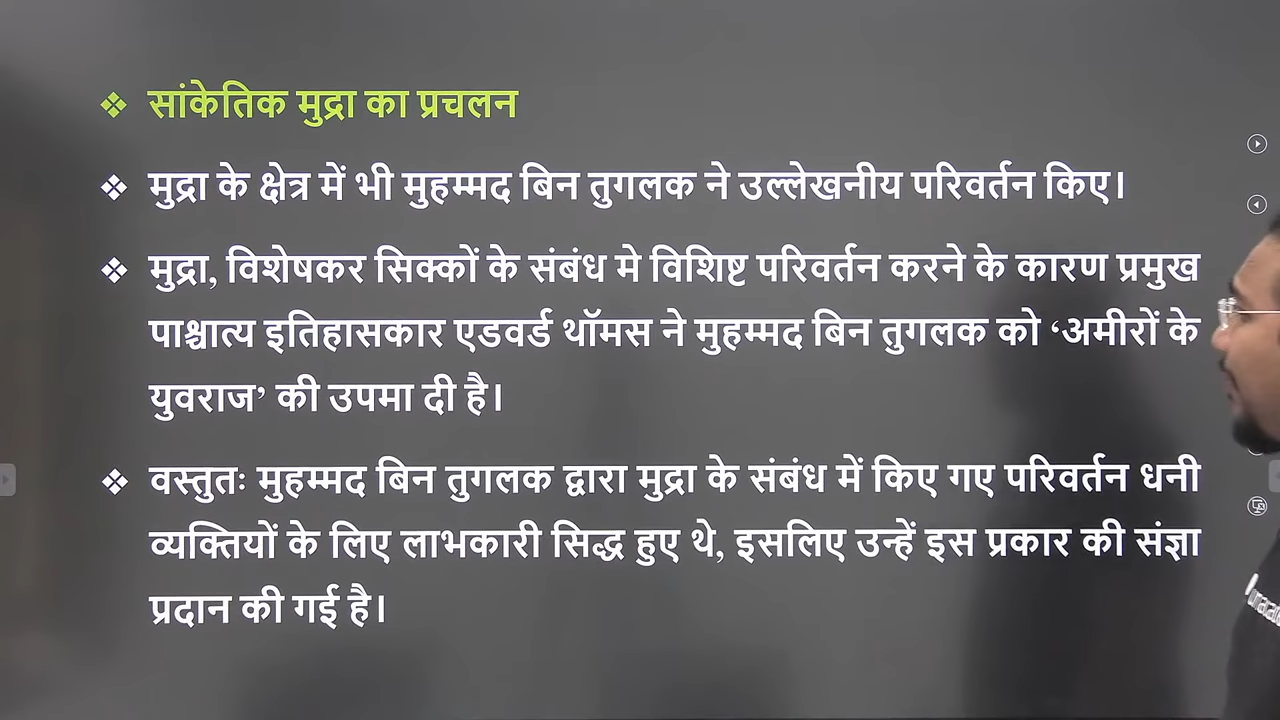 ❖ सांकेतिक मुद्रा का प्रचलन
❖ मुद्रा के क्षेत्र में भी मुहम्मद बिन तुगलक ने उल्लेखनीय परिवर्तन किए।
❖ मुद्रा, विशेषकर सिक्कों के संबंध मे विशिष्ट परिवर्तन करने के कारण प्रमुख
पाश्चात्य इतिहासकार एडवर्ड थॉमस ने मुहम्मद बिन तुगलक को ‘अमीरों के
युवराज’ की उपमा दी है।
❖ वस्तुतः मुहम्मद बिन तुगलक द्वारा मुद्रा के संबंध में किए गए परिवर्तन धनी
व्यक्तियों के लिए लाभकारी सिद्ध हुए थे, इसलिए उन्हें इस प्रकार की संज्ञा
प्रदान की गई है।